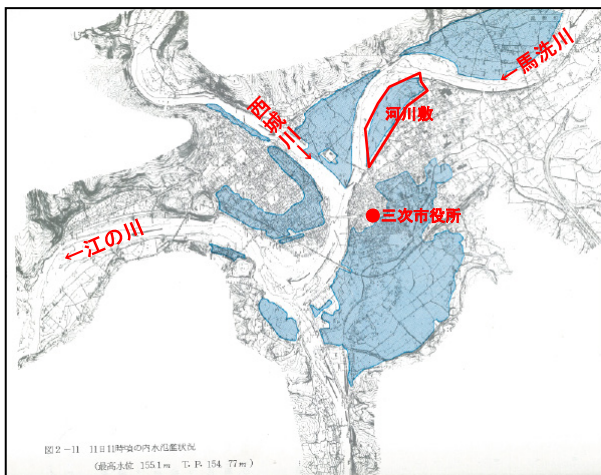 ←馬洗川
西城川→
河川敷
●三次市役所
←江の川
図2-11 11日11時頃の内水氾濫状況
(最高水位 155.1m T.P. 154.77m)